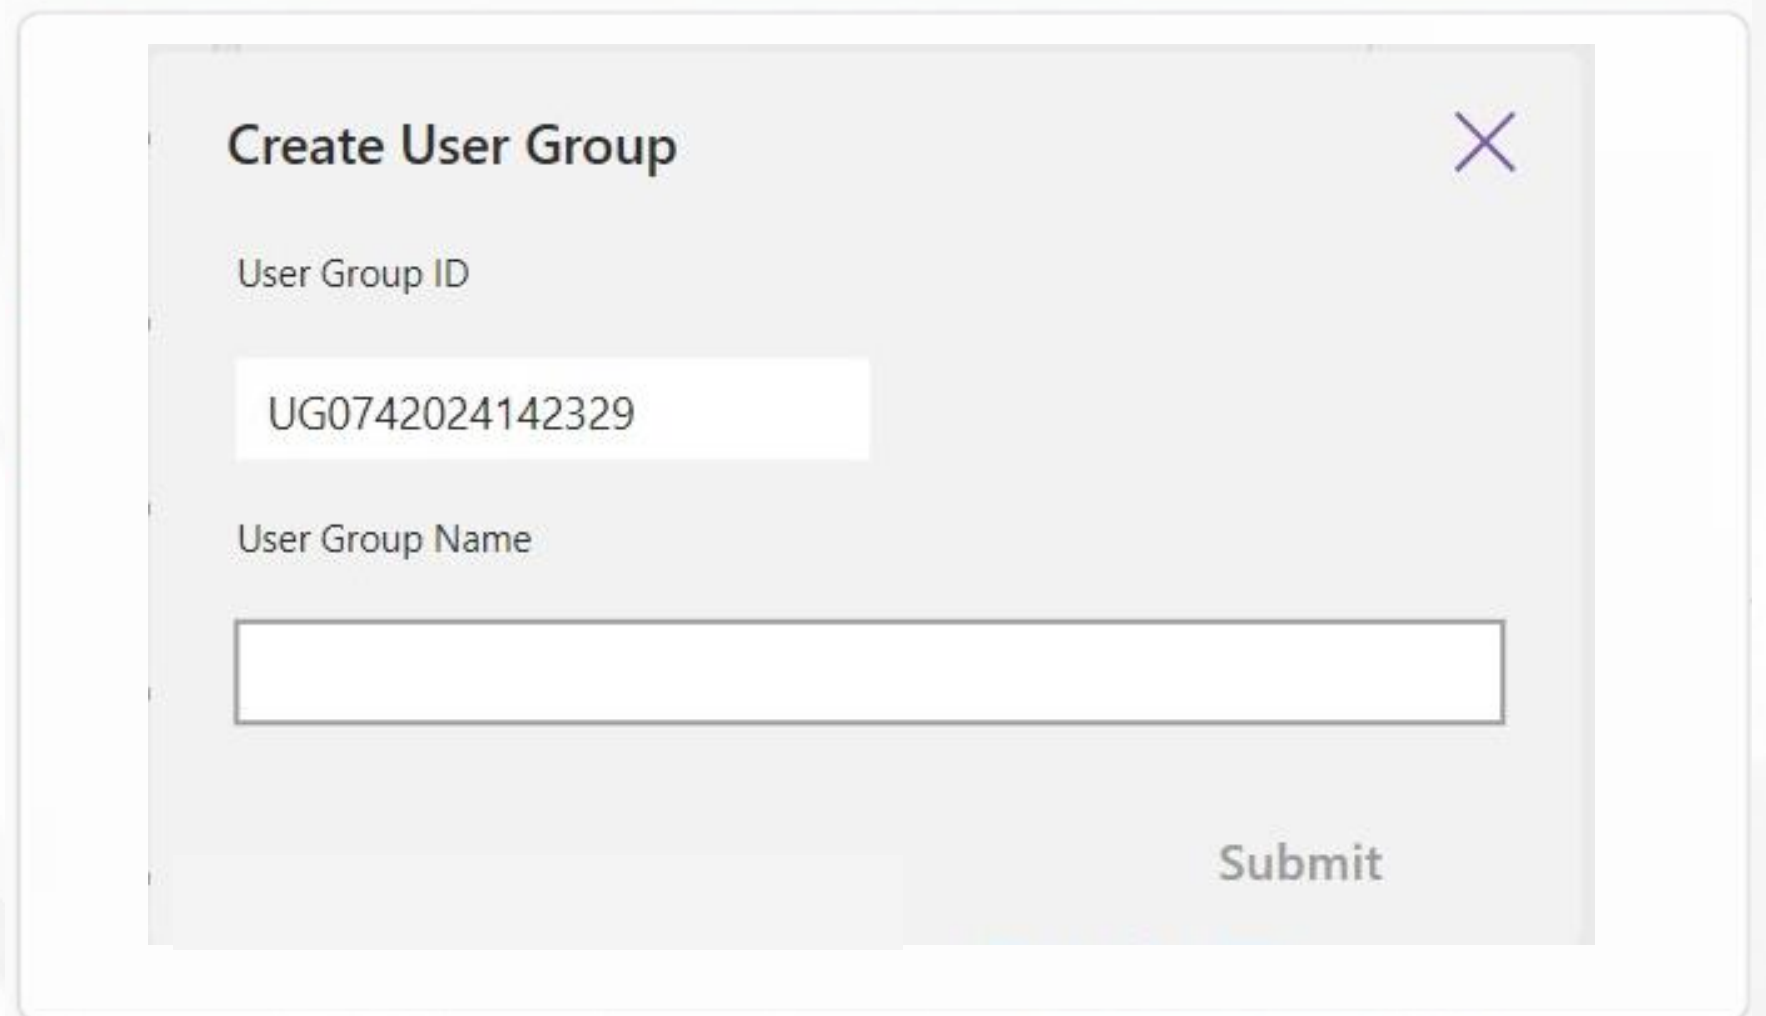 Create User Group
User Group ID
UG0742024142329
User Group Name
Submit